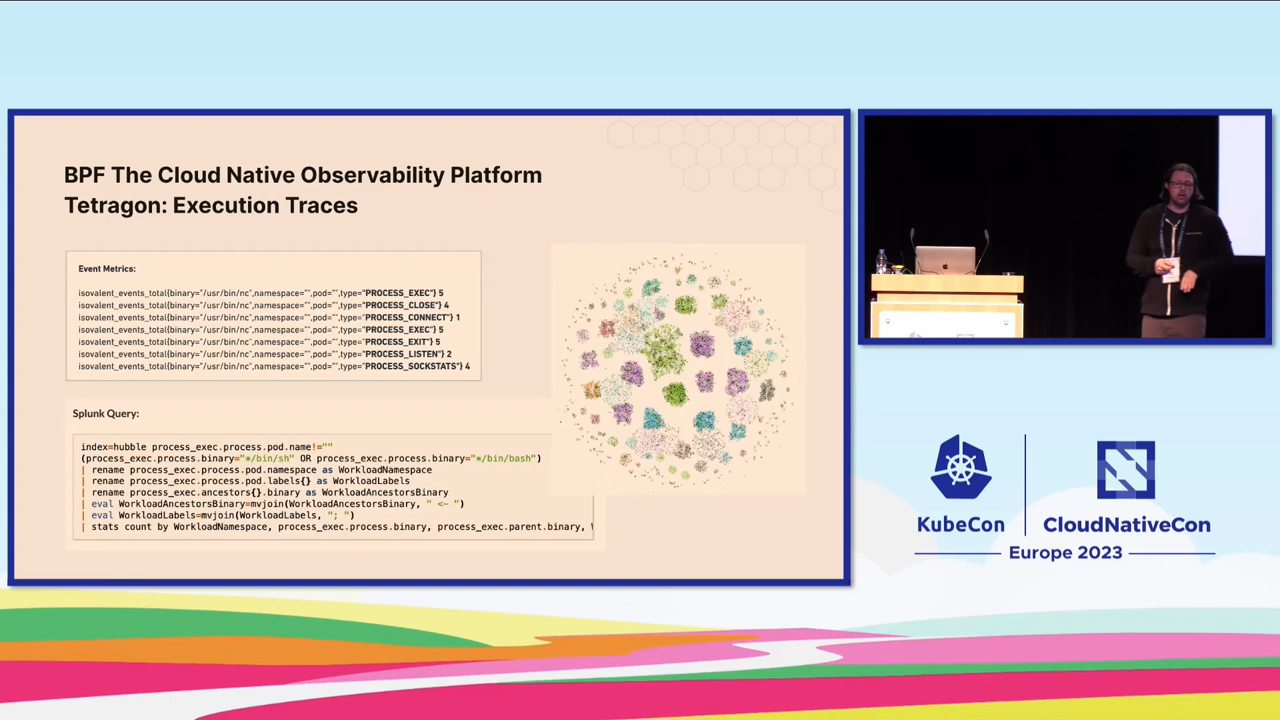 BPF The Cloud Native Observability Platform
Tetragon: Execution Traces
Event Metrics:
isovalent_events_total{binary="/usr/bin/nc",namespace="",pod="",type="PROCESS_EXEC"} 5
isovalent_events_total{binary="/usr/bin/nc",namespace="",pod="",type="PROCESS_CLOSE"} 4
isovalent_events_total{binary="/usr/bin/nc",namespace="",pod="",type="PROCESS_CONNECT"} 1
isovalent_events_total{binary="/usr/bin/nc",namespace="",pod="",type="PROCESS_EXEC"} 5
isovalent_events_total{binary="/usr/bin/nc",namespace="",pod="",type="PROCESS_EXIT"} 5
isovalent_events_total{binary="/usr/bin/nc",namespace="",pod="",type="PROCESS_LISTEN"} 2
isovalent_events_total{binary="/usr/bin/nc",namespace="",pod="",type="PROCESS_SOCKSTATS"} 4
Splunk Query:
index=hubble process_exec.process.pod.name!=""
(process_exec.process.binary="*/bin/sh" OR process_exec.process.binary="*/bin/bash")
| rename process_exec.process.pod.namespace as WorkloadNamespace
| rename process_exec.process.pod.labels{} as WorkloadLabels
| rename process_exec.ancestors{}.binary as WorkloadAncestorsBinary
| eval WorkloadAncestorsBinary=mvjoin(WorkloadAncestorsBinary, " <— ")
| eval WorkloadLabels=mvjoin(WorkloadLabels, "; ")
| stats count by WorkloadNamespace, process_exec.process.binary, process_exec.parent.binary,
KubeCon
CloudNativeCon
Europe 2023